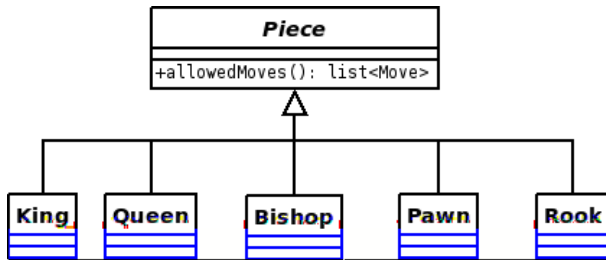 Piece
+allowedMoves(): list<Move>
King Queen Bishop Pawn Rook